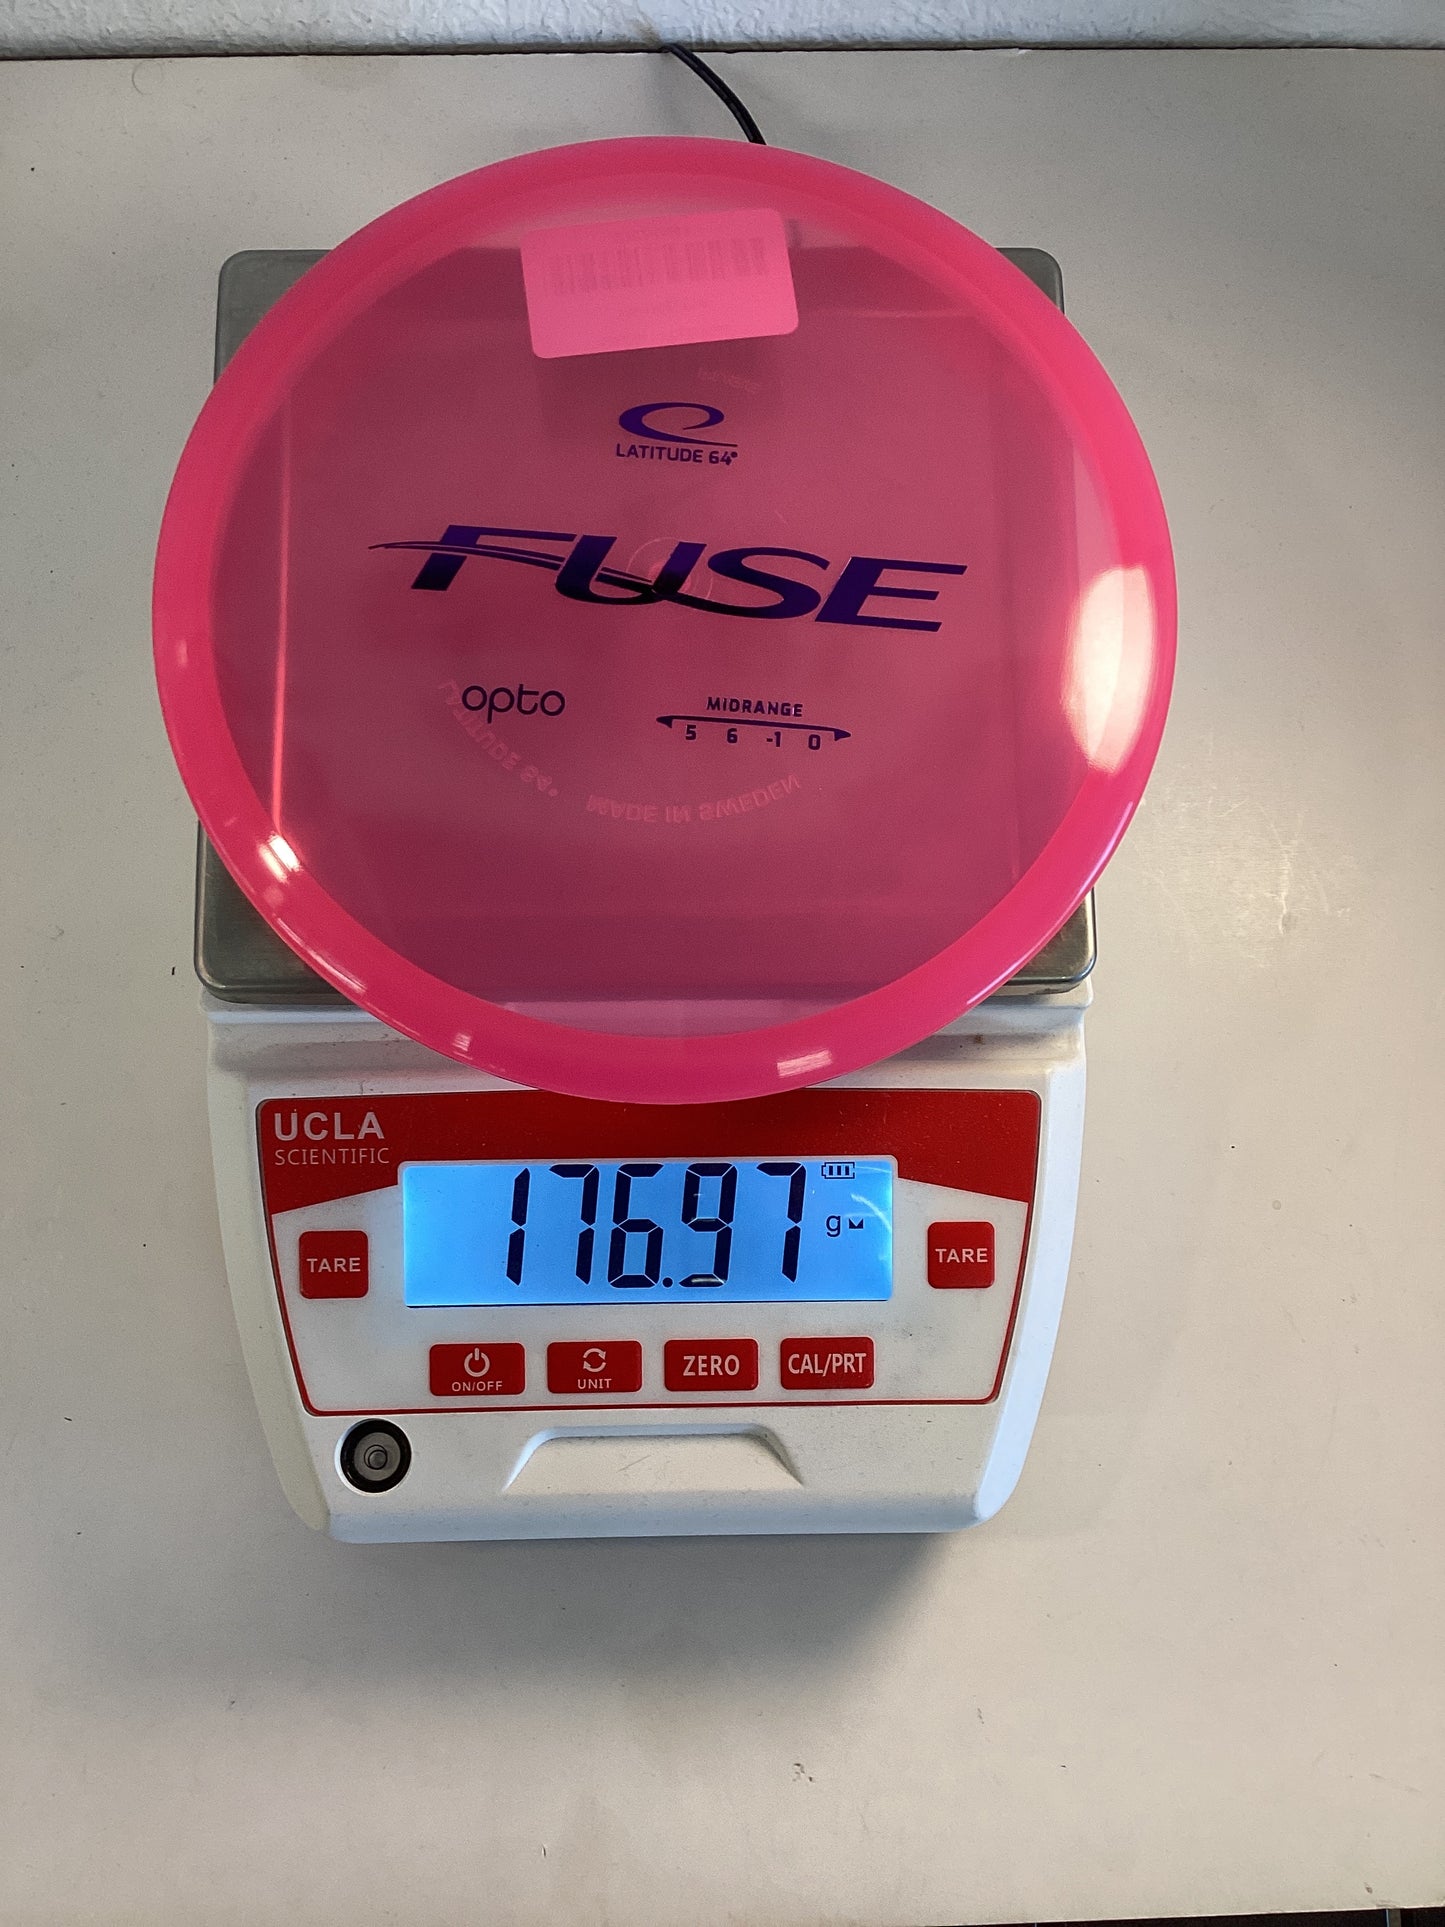 LATITUDE 64°
FUSE
opto
MIDRANGE
5 6 -1 0
LATITUDE 64° MADE IN SWEDEN
UCLA
SCIENTIFIC
176.97
g
TARE
TARE
ON/OFF
UNIT
ZERO
CAL/PRT